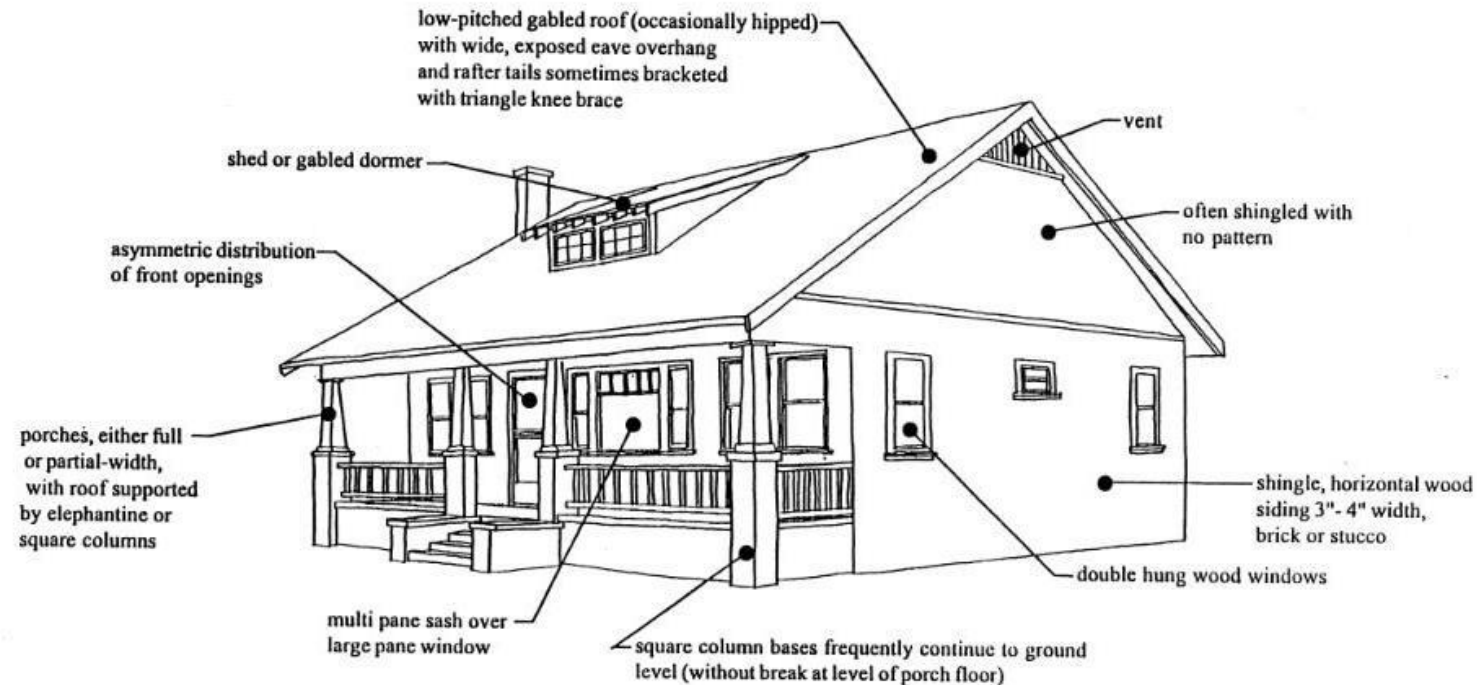 low-pitched gabled roof (occasionally hipped)
with wide, exposed eave overhang
and rafter tails sometimes bracketed
with triangle knee brace
vent
shed or gabled dormer
often shingled with
no pattern
asymmetric distribution
of front openings
porches, either full
or partial-width,
with roof supported
by elephantine or
square columns
shingle, horizontal wood
siding 3"- 4" width,
brick or stucco
double hung wood windows
multi pane sash over
large pane window
square column bases frequently continue to ground
level (without break at level of porch floor)